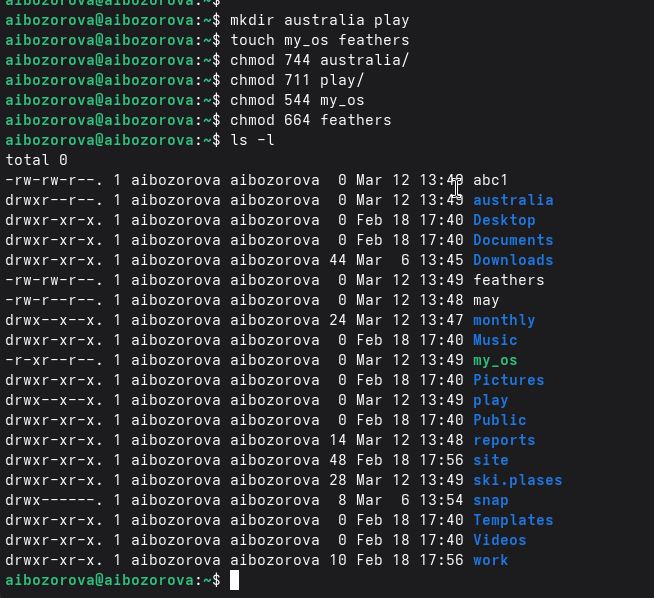 aibozorova@aibozorova:~$
aibozorova@aibozorova:~$ mkdir australia play
aibozorova@aibozorova:~$ touch my_os feathers
aibozorova@aibozorova:~$ chmod 744 australia/
aibozorova@aibozorova:~$ chmod 711 play/
aibozorova@aibozorova:~$ chmod 544 my_os
aibozorova@aibozorova:~$ chmod 664 feathers
aibozorova@aibozorova:~$ ls -l
total 0
-rw-rw-r--. 1 aibozorova aibozorova  0 Mar 12 13:43 abc1
drwxr--r--. 1 aibozorova aibozorova  0 Mar 12 13:49 australia
drwxr-xr-x. 1 aibozorova aibozorova  0 Feb 18 17:40 Desktop
drwxr-xr-x. 1 aibozorova aibozorova  0 Feb 18 17:40 Documents
drwxr-xr-x. 1 aibozorova aibozorova 44 Mar  6 13:45 Downloads
-rw-rw-r--. 1 aibozorova aibozorova  0 Mar 12 13:49 feathers
-rw-r--r--. 1 aibozorova aibozorova  0 Mar 12 13:48 may
drwx--x--x. 1 aibozorova aibozorova 24 Mar 12 13:47 monthly
drwxr-xr-x. 1 aibozorova aibozorova  0 Feb 18 17:40 Music
-r-xr--r--. 1 aibozorova aibozorova  0 Mar 12 13:49 my_os
drwxr-xr-x. 1 aibozorova aibozorova  0 Feb 18 17:40 Pictures
drwx--x--x. 1 aibozorova aibozorova  0 Mar 12 13:49 play
drwxr-xr-x. 1 aibozorova aibozorova  0 Feb 18 17:40 Public
drwxr-xr-x. 1 aibozorova aibozorova 14 Mar 12 13:48 reports
drwxr-xr-x. 1 aibozorova aibozorova 48 Feb 18 17:56 site
drwxr-xr-x. 1 aibozorova aibozorova 28 Mar 12 13:49 ski.plases
drwx------. 1 aibozorova aibozorova  8 Mar  6 13:54 snap
drwxr-xr-x. 1 aibozorova aibozorova  0 Feb 18 17:40 Templates
drwxr-xr-x. 1 aibozorova aibozorova  0 Feb 18 17:40 Videos
drwxr-xr-x. 1 aibozorova aibozorova 10 Feb 18 17:56 work
aibozorova@aibozorova:~$